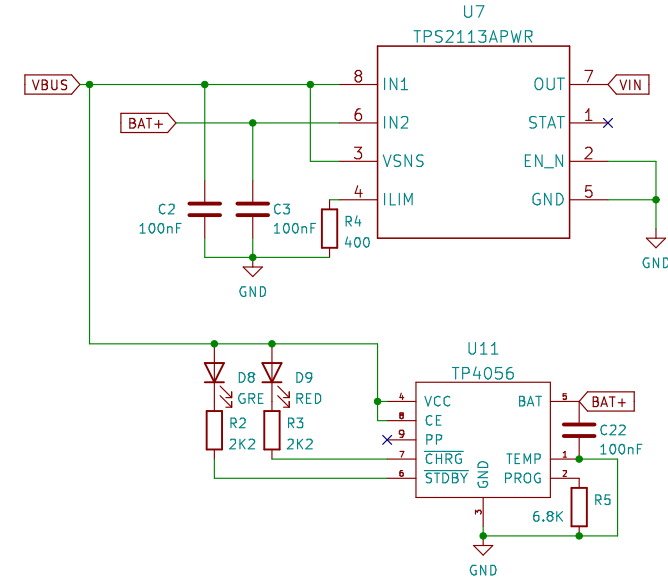 U7
TPS2113APWR
VBUS
8 IN1
OUT 7
VIN
BAT+
6 IN2
STAT 1
3 VSNS
EN_N 2
4 ILIM
GND 5
C2
100nF
C3
100nF
R4
400
GND
GND
U11
TP4056
D8
GRE
D9
RED
4 VCC
BAT 5
BAT+
R2
2K2
R3
2K2
8 CE
9 PP
C22
100nF
7 CHRG
TEMP 1
6 STDBY
PROG 2
GND
3
R5
6.8K
GND